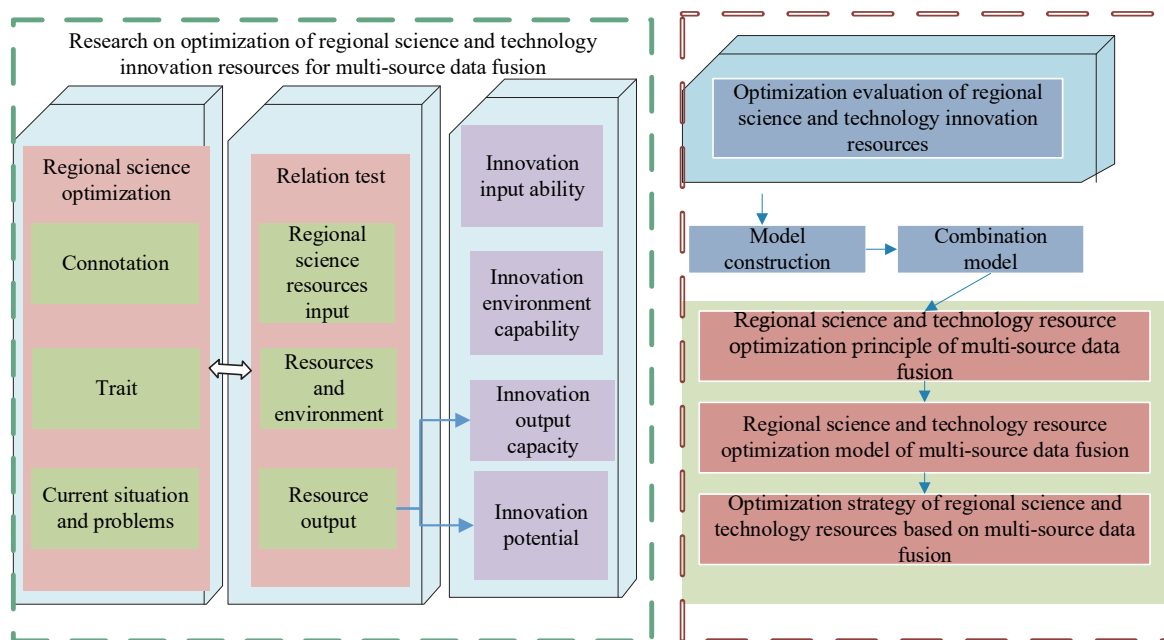 Research on optimization of regional science and technology
innovation resources for multi-source data fusion
Regional science
optimization
Connotation
Trait
Current situation
and problems
Relation test
Regional
science
resources
input
Resources
and
environment
Resource
output
Innovation
input ability
Innovation
environment
capability
Innovation
output
capacity
Innovation
potential
Optimization evaluation of regional
science and technology innovation
resources
Model
construction
Combination
model
Regional science and technology resource
optimization principle of multi-source data
fusion
Regional science and technology resource
optimization model of multi-source data fusion
Optimization strategy of regional science and
technology resources based on multi-source data
fusion